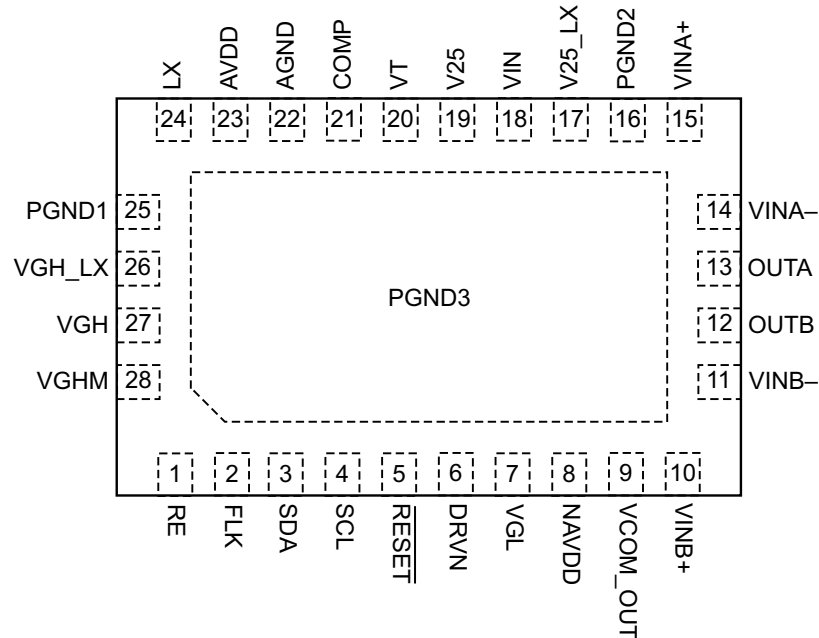 LX
AVDD
AGND
COMP
VT
V25
VIN
V25_LX
PGND2
VINA+
24
23
22
21
20
19
18
17
16
15
PGND1
25
14
VINA–
VGH_LX
26
13
OUTA
PGND3
VGH
27
12
OUTB
VGHM
28
11
VINB–
1
2
3
4
5
6
7
8
9
10
RE
FLK
SDA
SCL
RESET
DRVN
VGL
NAVDD
VCOM_OUT
VINB+